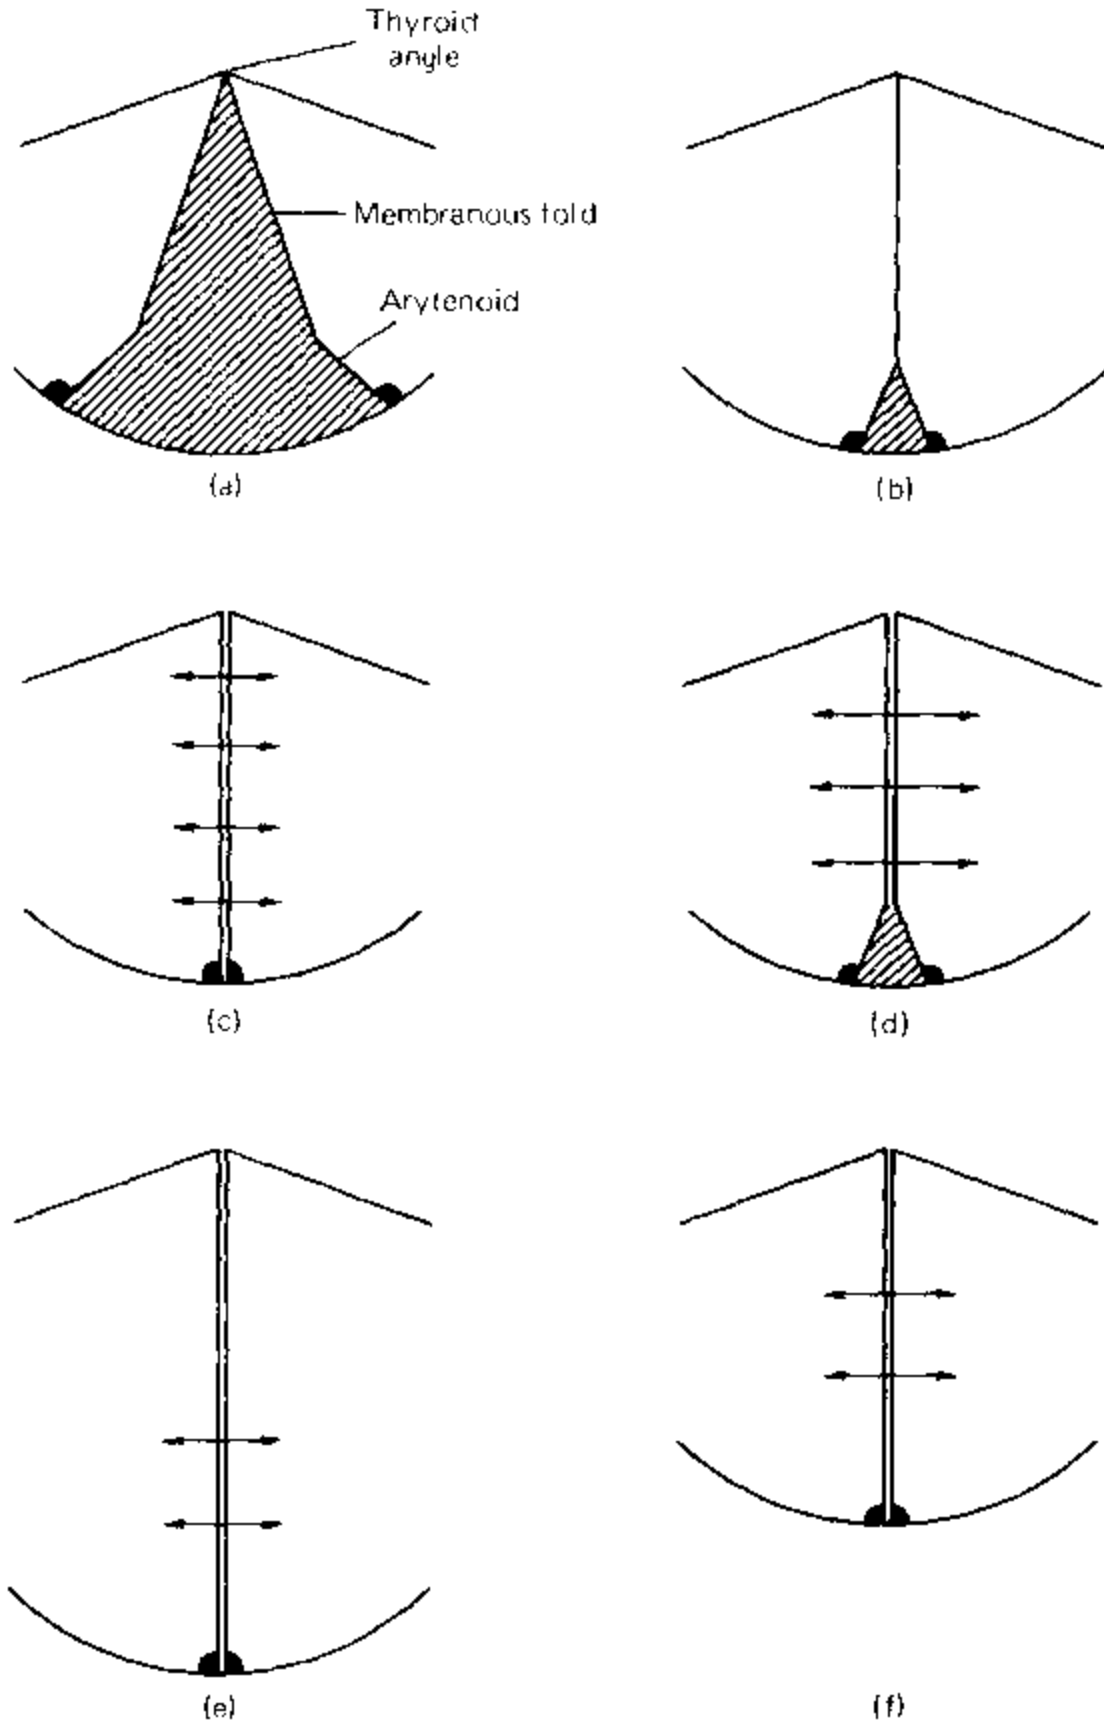 Thyroid
angle
Membranous fold
Arytenoid
(a)
(b)
(c)
(d)
(e)
(f)